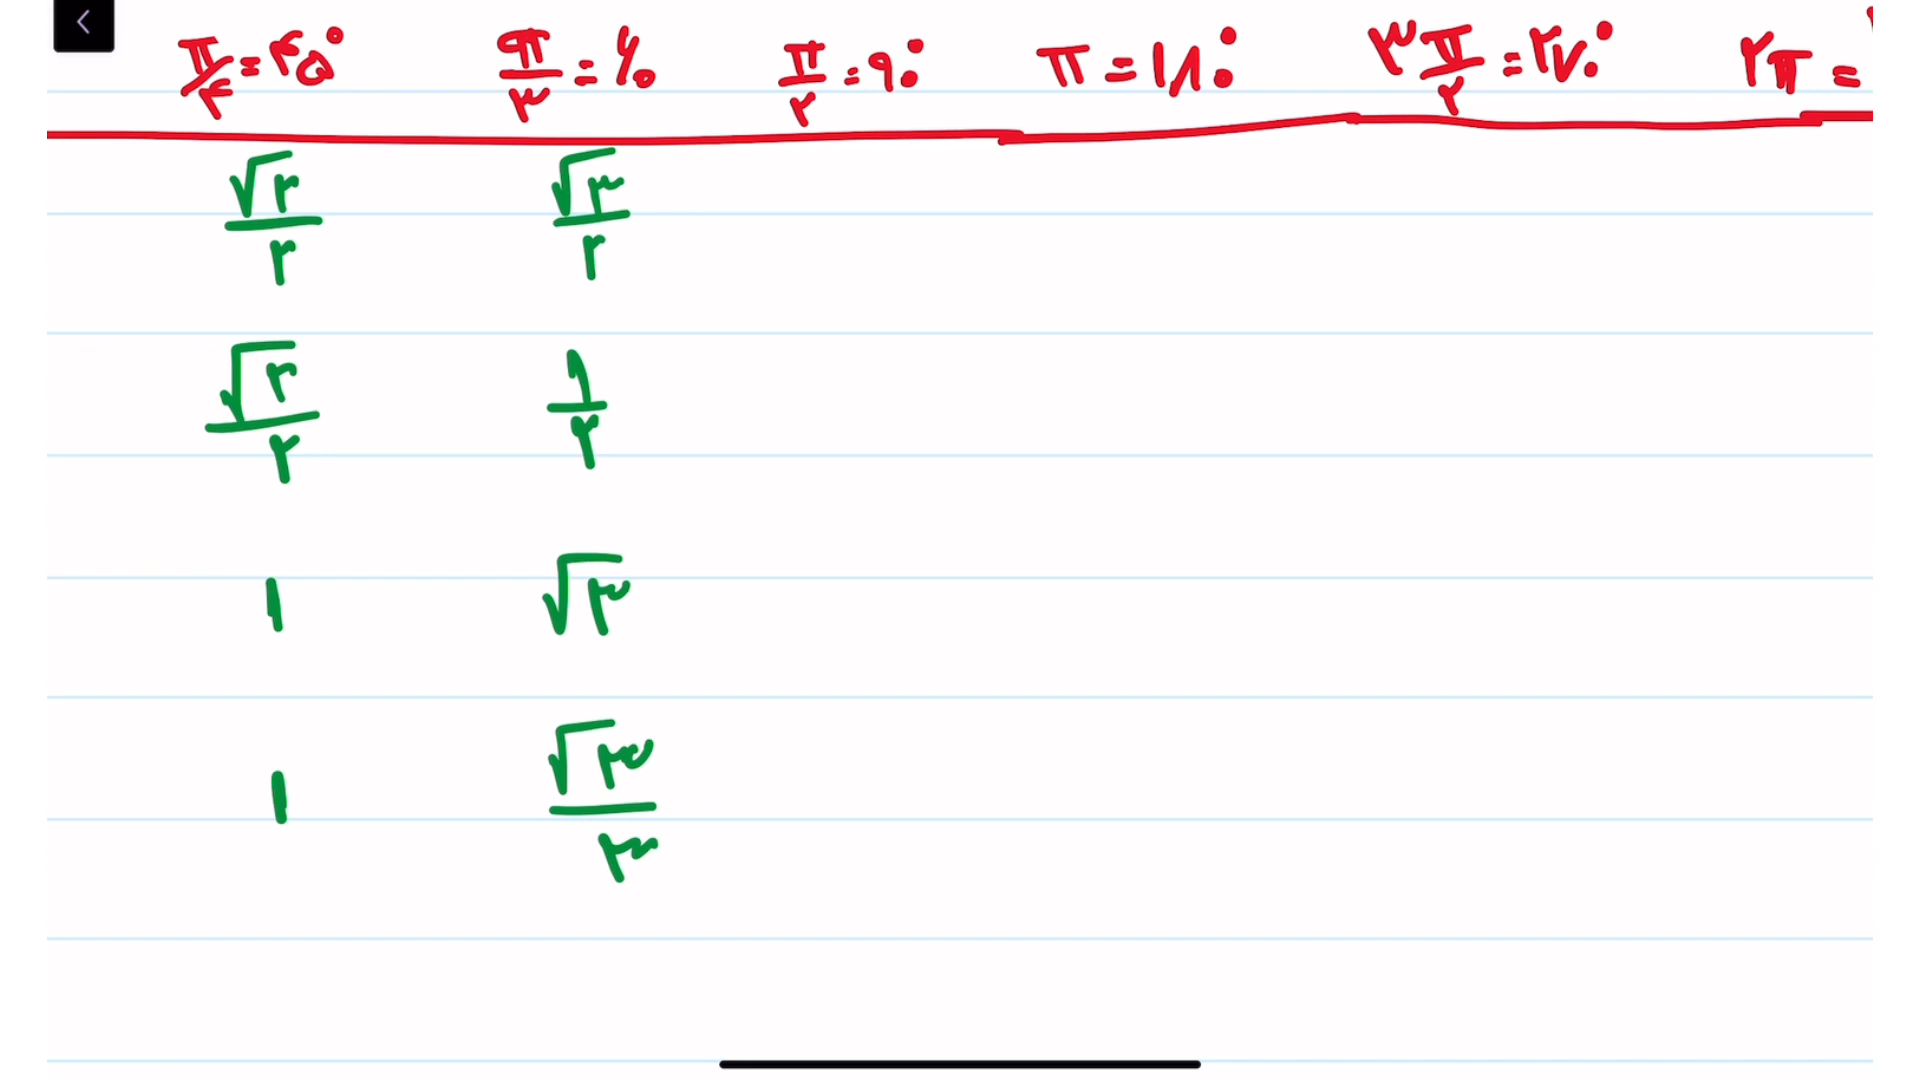 π/۴ = ۴۵° π/۳ = ۶۰ π/۲ = ۹۰° π = ۱۸۰° ۳π/۲ = ۲۷۰° ۲π =
√۲/۲ √۳/۲
√۲/۲ ۱/۲
۱ √۳
۱ √۳/۳